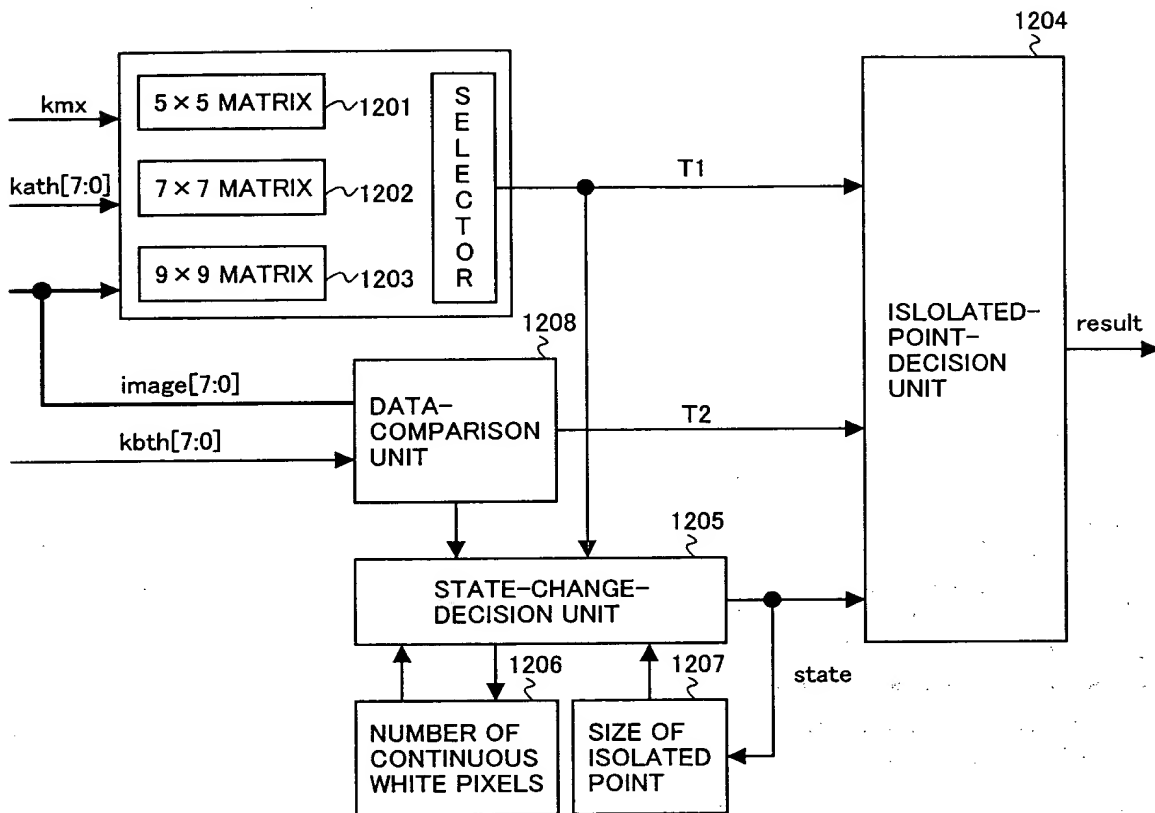 1204
kmx
5 × 5 MATRIX
1201
SELECTOR
kath[7:0]
7 × 7 MATRIX
1202
T1
9 × 9 MATRIX
1203
ISLOLATED-
POINT-
DECISION
UNIT
result
1208
image[7:0]
DATA-
COMPARISON
UNIT
T2
kbth[7:0]
1205
STATE-CHANGE-
DECISION UNIT
1206
1207
state
NUMBER OF
CONTINUOUS
WHITE PIXELS
SIZE OF
ISOLATED
POINT